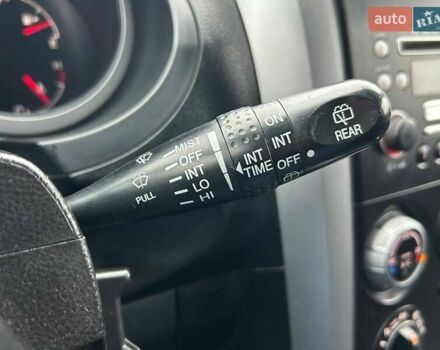 auto RIA
MIST
OFF
INT
LO
HI
PULL
INT
TIME
ON
INT
OFF
REAR